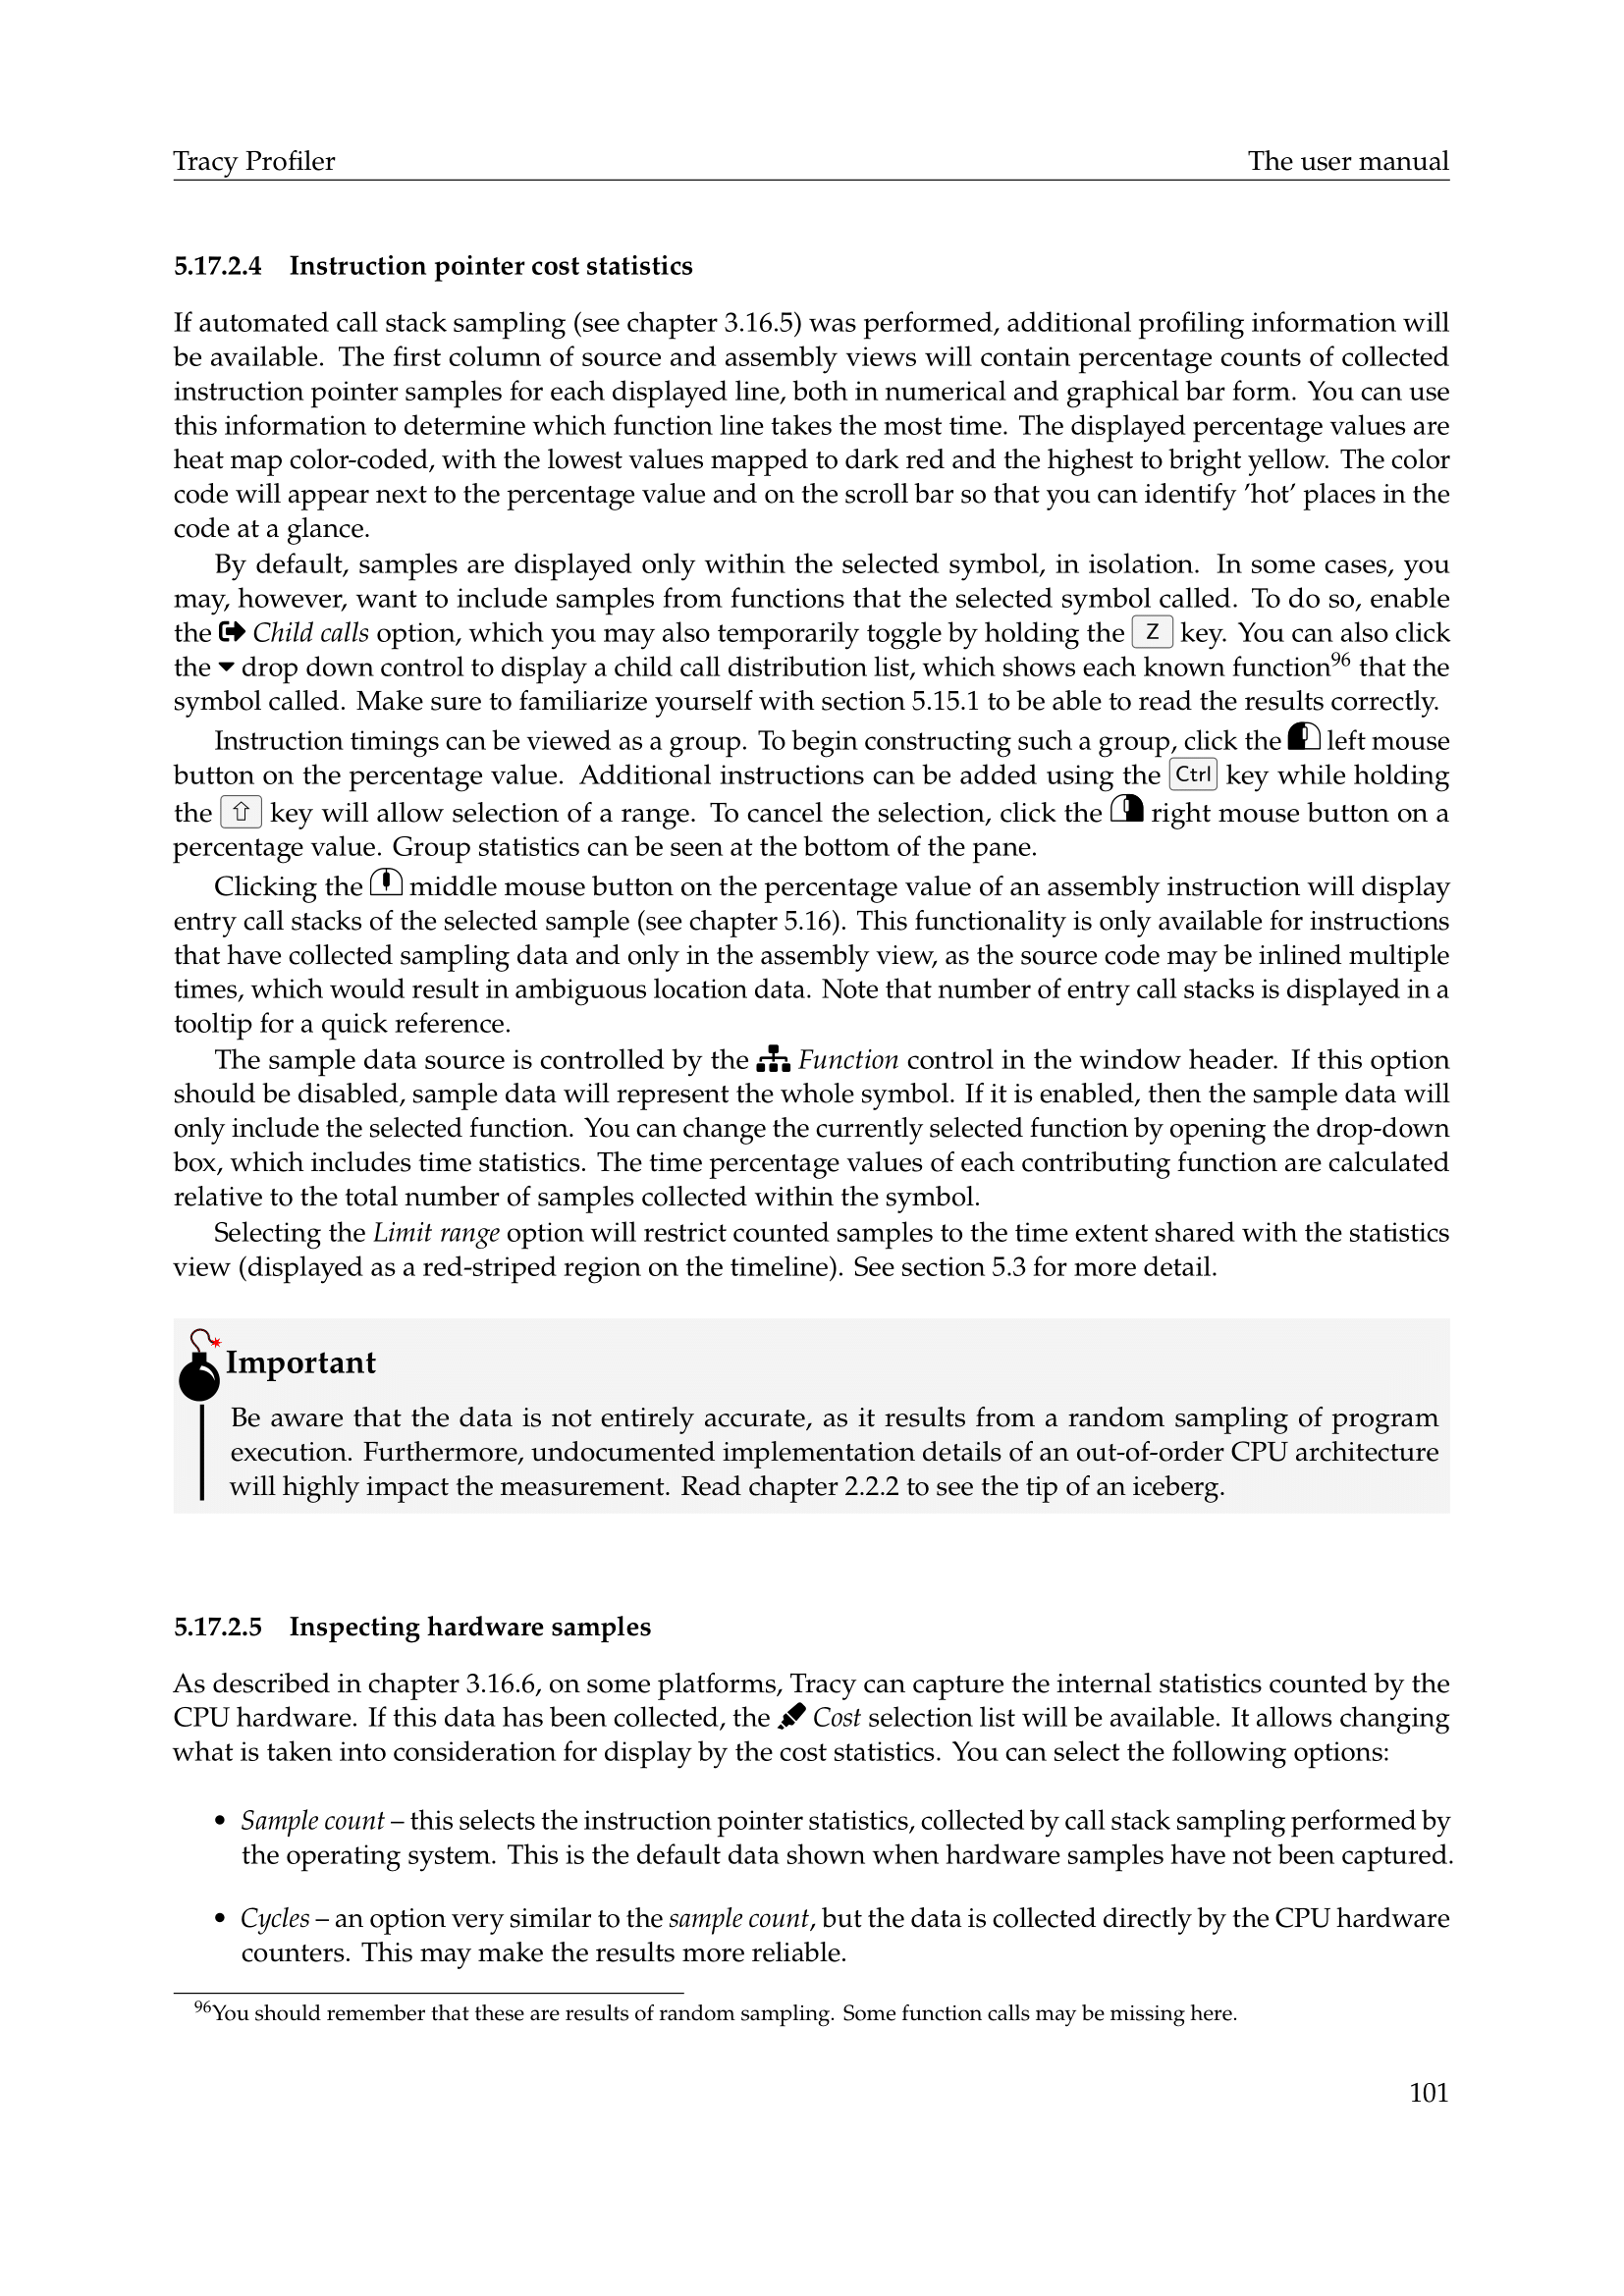 Tracy Profiler The user manual
5.17.2.4 Instruction pointer cost statistics
If automated call stack sampling (see chapter 3.16.5) was performed, additional profiling information will
be available. The first column of source and assembly views will contain percentage counts of collected
instruction pointer samples for each displayed line, both in numerical and graphical bar form. You can use
this information to determine which function line takes the most time. The displayed percentage values are
heat map color-coded, with the lowest values mapped to dark red and the highest to bright yellow. The color
code will appear next to the percentage value and on the scroll bar so that you can identify ’hot’ places in the
code at a glance.
By default, samples are displayed only within the selected symbol, in isolation. In some cases, you
may, however, want to include samples from functions that the selected symbol called. To do so, enable
the Child calls option, which you may also temporarily toggle by holding the Z key. You can also click
the drop down control to display a child call distribution list, which shows each known function96 that the
symbol called. Make sure to familiarize yourself with section 5.15.1 to be able to read the results correctly.
Instruction timings can be viewed as a group. To begin constructing such a group, click the left mouse
button on the percentage value. Additional instructions can be added using the Ctrl key while holding
the ⇧ key will allow selection of a range. To cancel the selection, click the right mouse button on a
percentage value. Group statistics can be seen at the bottom of the pane.
Clicking the middle mouse button on the percentage value of an assembly instruction will display
entry call stacks of the selected sample (see chapter 5.16). This functionality is only available for instructions
that have collected sampling data and only in the assembly view, as the source code may be inlined multiple
times, which would result in ambiguous location data. Note that number of entry call stacks is displayed in a
tooltip for a quick reference.
The sample data source is controlled by the Function control in the window header. If this option
should be disabled, sample data will represent the whole symbol. If it is enabled, then the sample data will
only include the selected function. You can change the currently selected function by opening the drop-down
box, which includes time statistics. The time percentage values of each contributing function are calculated
relative to the total number of samples collected within the symbol.
Selecting the Limit range option will restrict counted samples to the time extent shared with the statistics
view (displayed as a red-striped region on the timeline). See section 5.3 for more detail.
Important
Be aware that the data is not entirely accurate, as it results from a random sampling of program
execution. Furthermore, undocumented implementation details of an out-of-order CPU architecture
will highly impact the measurement. Read chapter 2.2.2 to see the tip of an iceberg.
5.17.2.5 Inspecting hardware samples
As described in chapter 3.16.6, on some platforms, Tracy can capture the internal statistics counted by the
CPU hardware. If this data has been collected, the Cost selection list will be available. It allows changing
what is taken into consideration for display by the cost statistics. You can select the following options:
• Sample count – this selects the instruction pointer statistics, collected by call stack sampling performed by
the operating system. This is the default data shown when hardware samples have not been captured.
• Cycles – an option very similar to the sample count, but the data is collected directly by the CPU hardware
counters. This may make the results more reliable.
96You should remember that these are results of random sampling. Some function calls may be missing here.
101